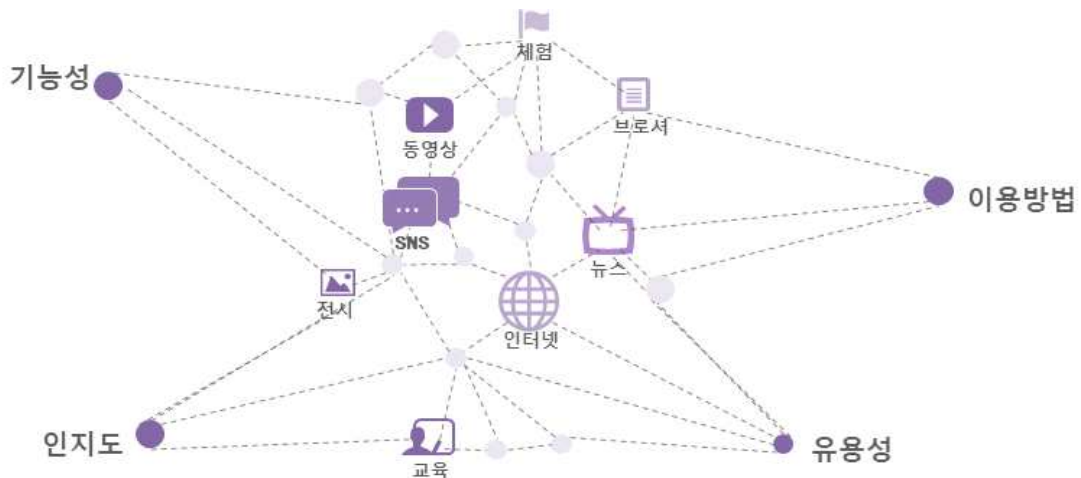 체험
기능성
브로셔
동영상
이용방법
SNS
뉴스
전시
인터넷
인지도
유용성
교육